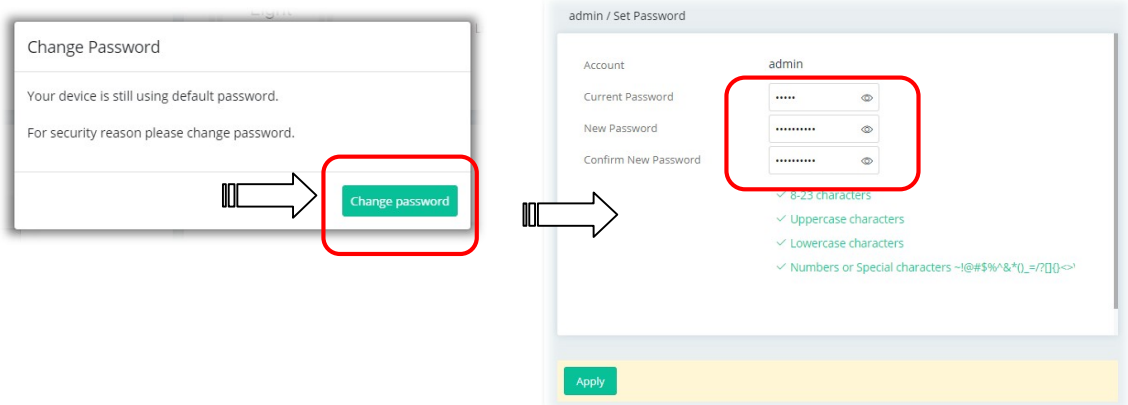 Light
Change Password
Your device is still using default password.
For security reason please change password.
Change password
admin / Set Password
Account admin
Current Password •••••
New Password ••••••••••
Confirm New Password ••••••••••
✓ 8-23 characters
✓ Uppercase characters
✓ Lowercase characters
✓ Numbers or Special characters ~!@#$%^&*()_=/?[]{}<>'
Apply